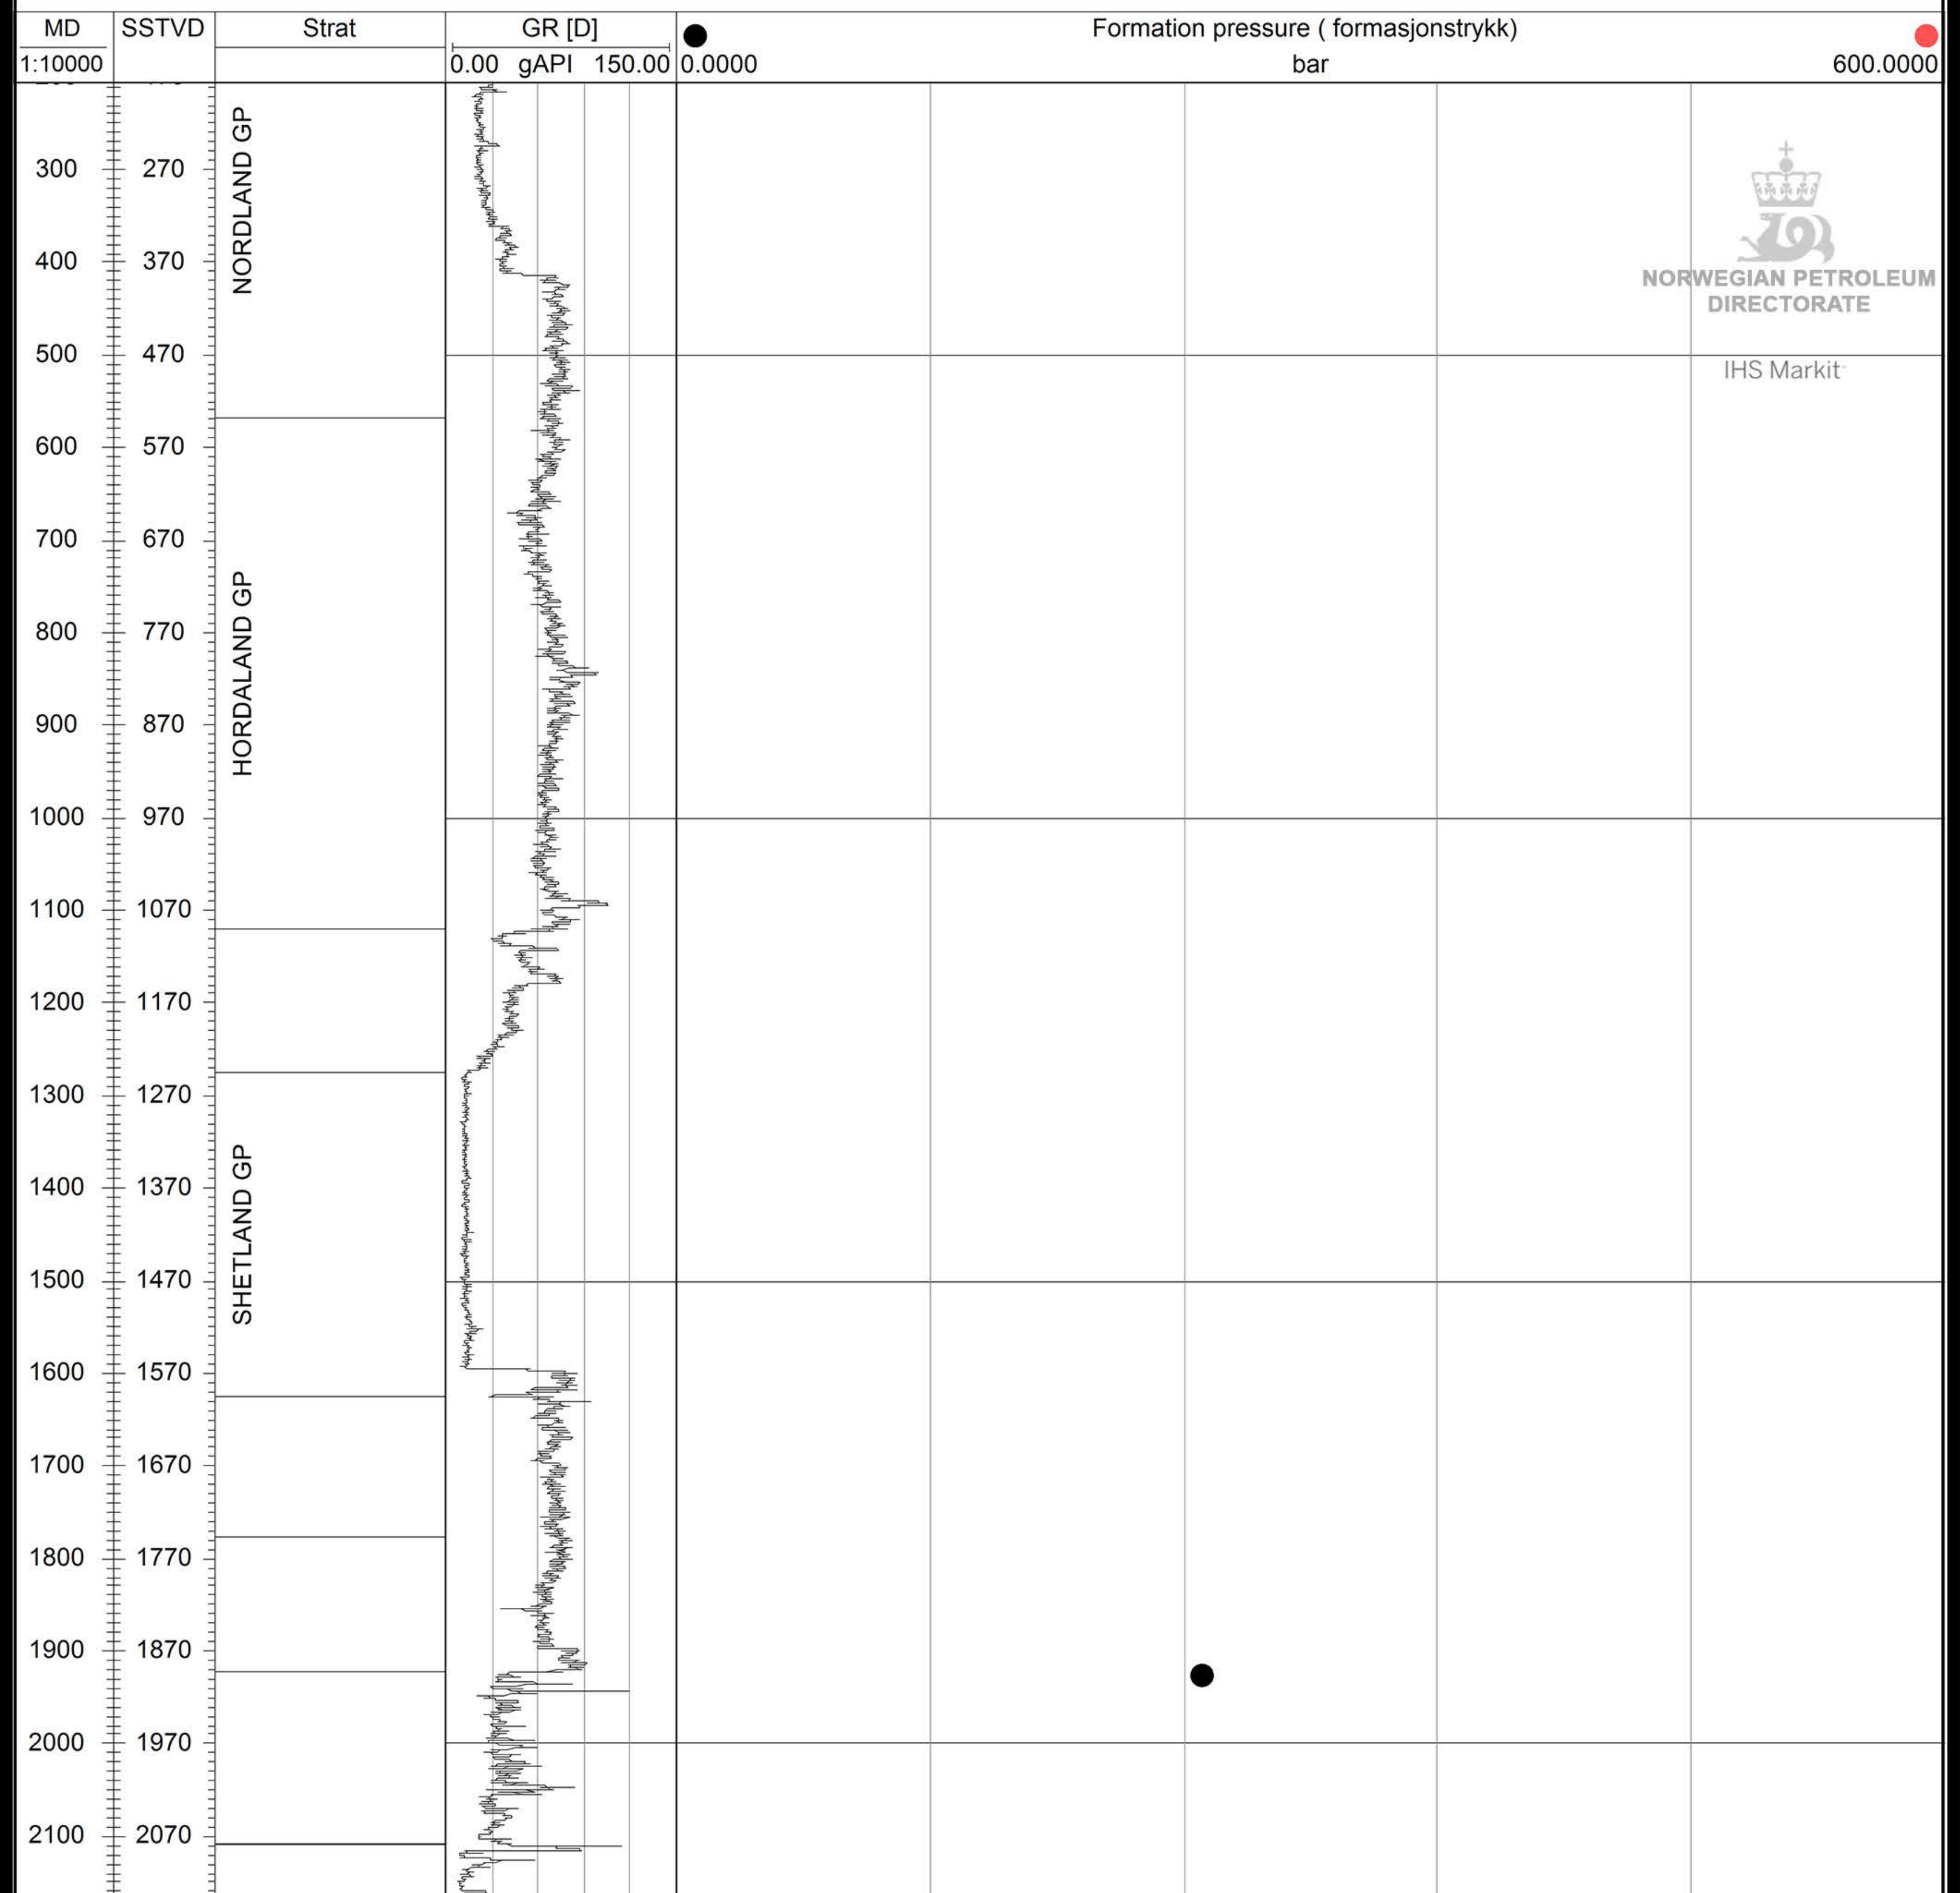 MD SSTVD Strat GR [D] Formation pressure ( formasjonstrykk)
1:10000 0.00 gAPI 150.00 0.0000 bar 600.0000
NORDLAND GP
300 270
400 370
NORWEGIAN PETROLEUM
DIRECTORATE
500 470
IHS Markit
600 570
HORDALAND GP
700 670
800 770
900 870
1000 970
1100 1070
1200 1170
1300 1270
SHETLAND GP
1400 1370
1500 1470
1600 1570
1700 1670
1800 1770
1900 1870
2000 1970
2100 2070